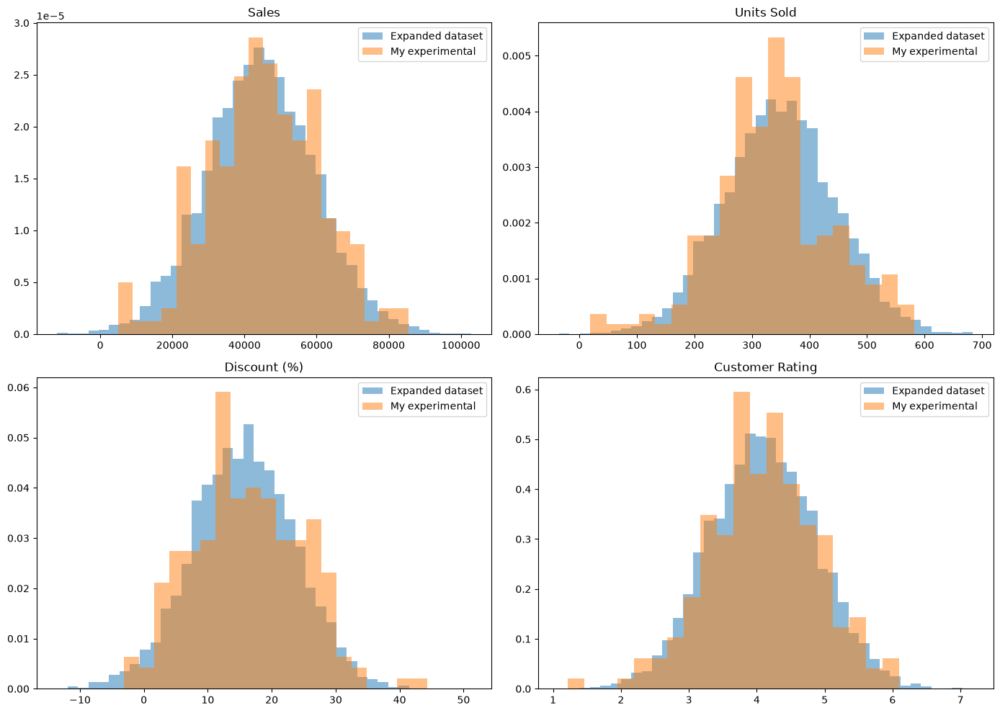 Sales
1e−5
Expanded dataset
My experimental
3.0
2.5
2.0
1.5
1.0
0.5
0.0
0 20000 40000 60000 80000 100000
Units Sold
Expanded dataset
My experimental
0.005
0.004
0.003
0.002
0.001
0.000
0 100 200 300 400 500 600 700
Discount (%)
Expanded dataset
My experimental
0.06
0.05
0.04
0.03
0.02
0.01
0.00
−10 0 10 20 30 40 50
Customer Rating
Expanded dataset
My experimental
0.6
0.5
0.4
0.3
0.2
0.1
0.0
1 2 3 4 5 6 7